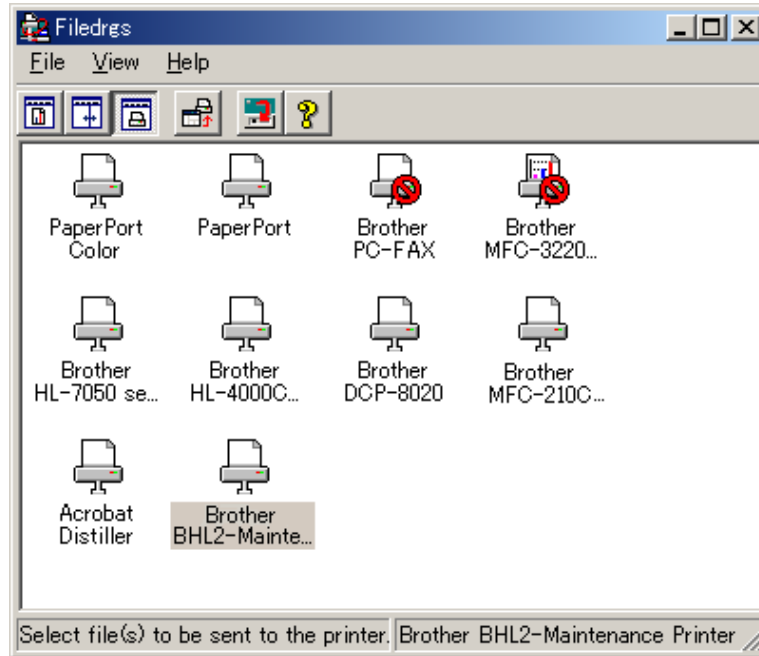 Filedrgs
File View Help
PaperPort
Color
PaperPort
Brother
PC-FAX
Brother
MFC-3220...
Brother
HL-7050 se...
Brother
HL-4000C...
Brother
DCP-8020
Brother
MFC-210C...
Acrobat
Distiller
Brother
BHL2-Mainte...
Select file(s) to be sent to the printer. Brother BHL2-Maintenance Printer